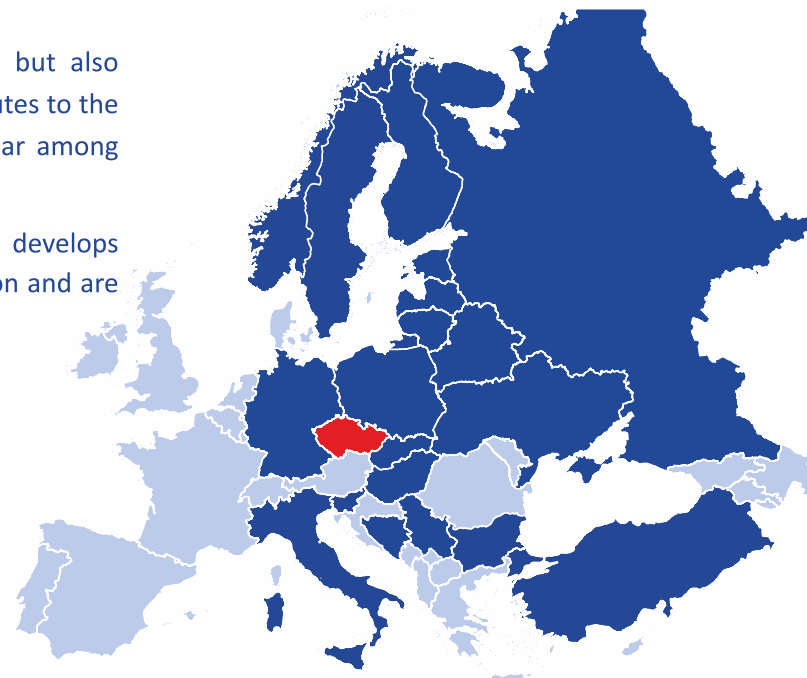 but also
utes to the
ar among
develops
on and are